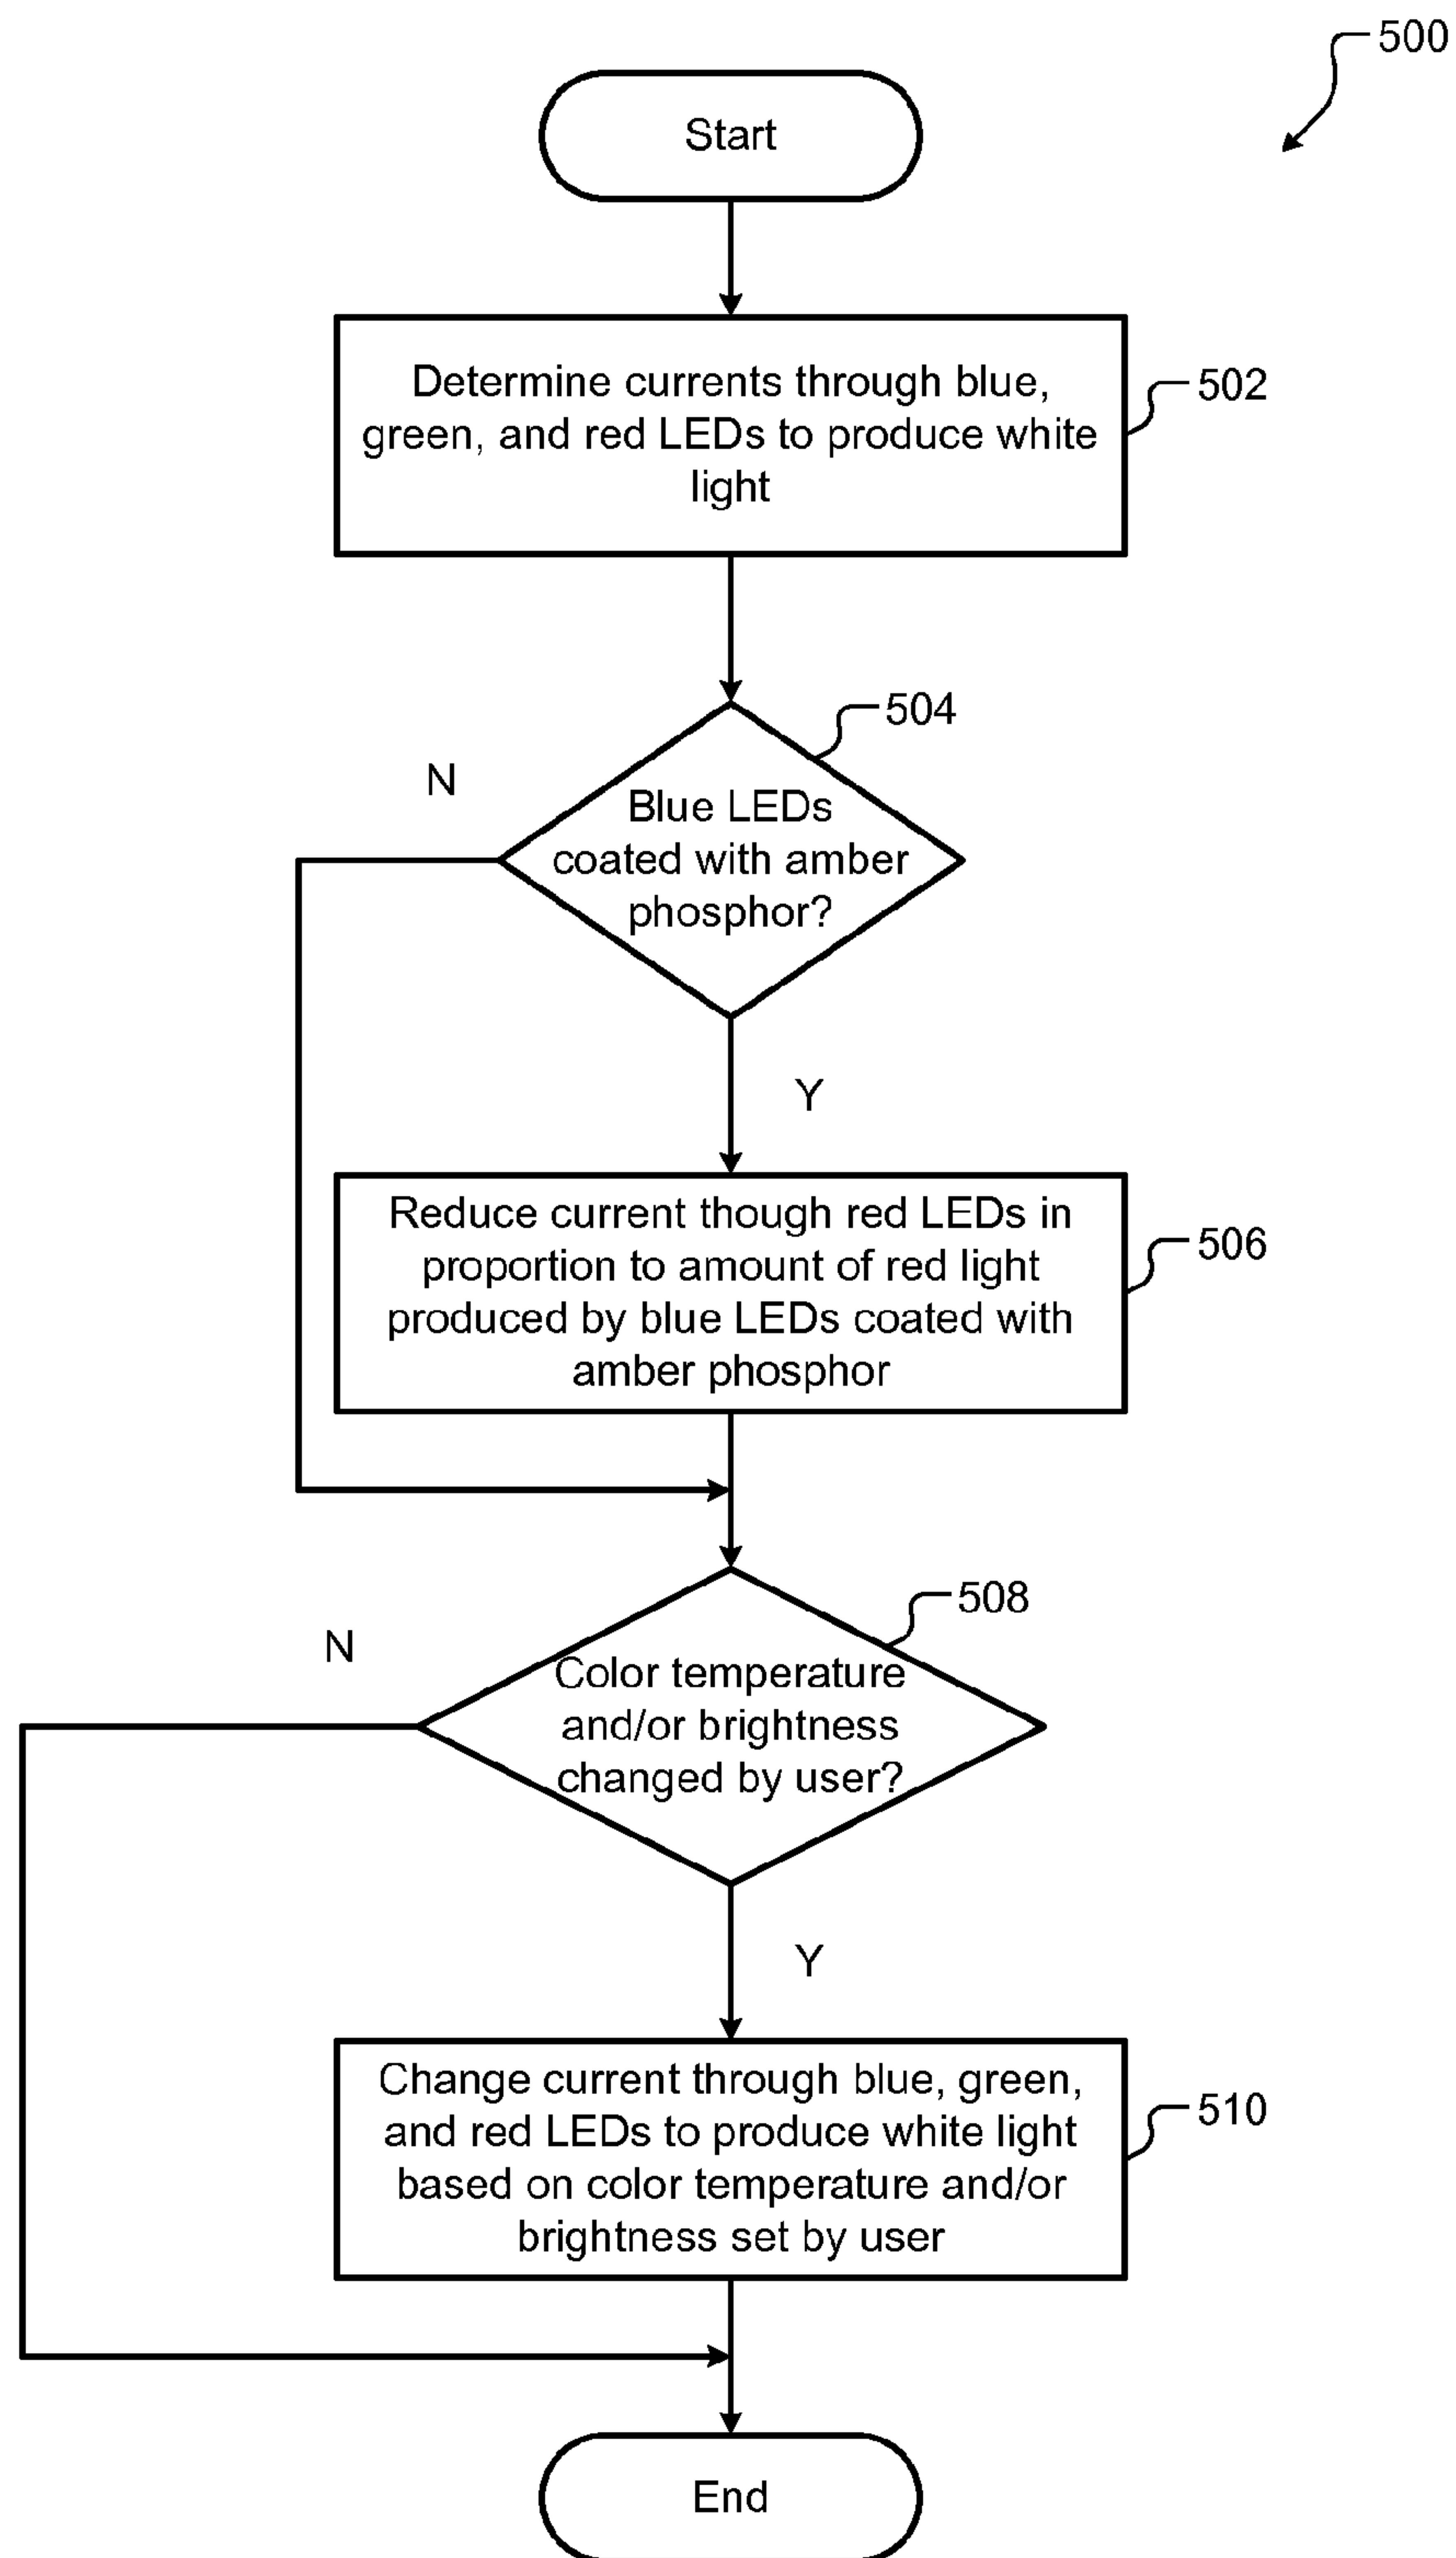 500
Start
Determine currents through blue,
green, and red LEDs to produce white
light
502
504
N
Blue LEDs
coated with amber
phosphor?
Y
Reduce current though red LEDs in
proportion to amount of red light
produced by blue LEDs coated with
amber phosphor
506
508
N
Color temperature
and/or brightness
changed by user?
Y
Change current through blue, green,
and red LEDs to produce white light
based on color temperature and/or
brightness set by user
510
End